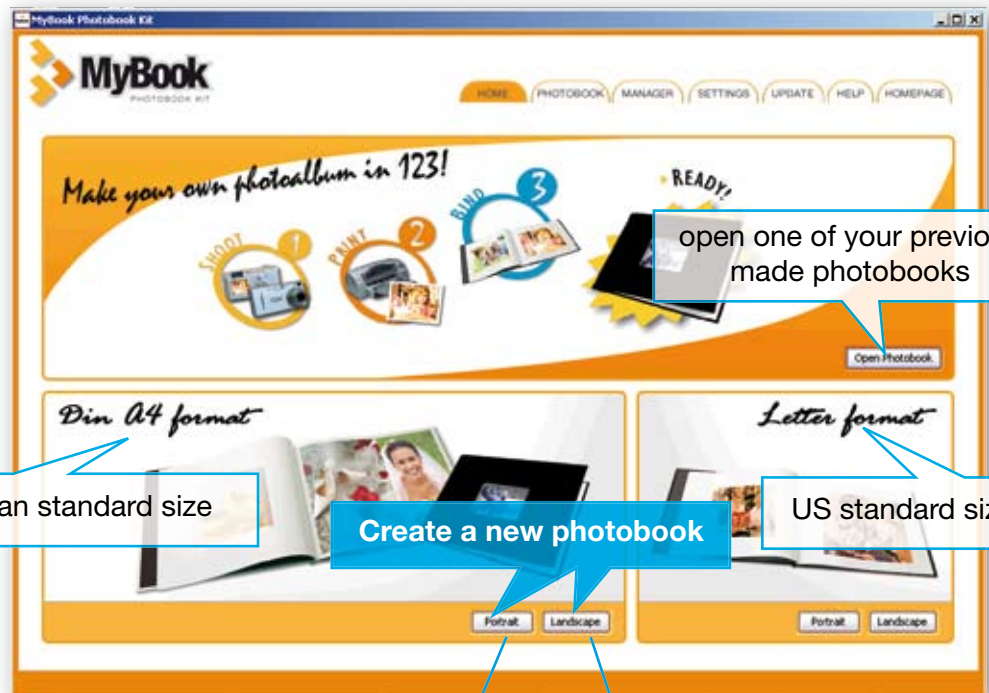 MyBook Photobook Kit
MyBook
PHOTOBOOK KIT
HOME PHOTOBOOK MANAGER SETTINGS UPDATE HELP HOMEPAGE
Make your own photoalbum in 123!
SHOOT 1
PRINT 2
BIND 3
READY!
open one of your previo
made photobooks
Open Photobook
Din A4 format
Letter format
an standard size
US standard siz
Create a new photobook
Portrait Landscape
Portrait Landscape